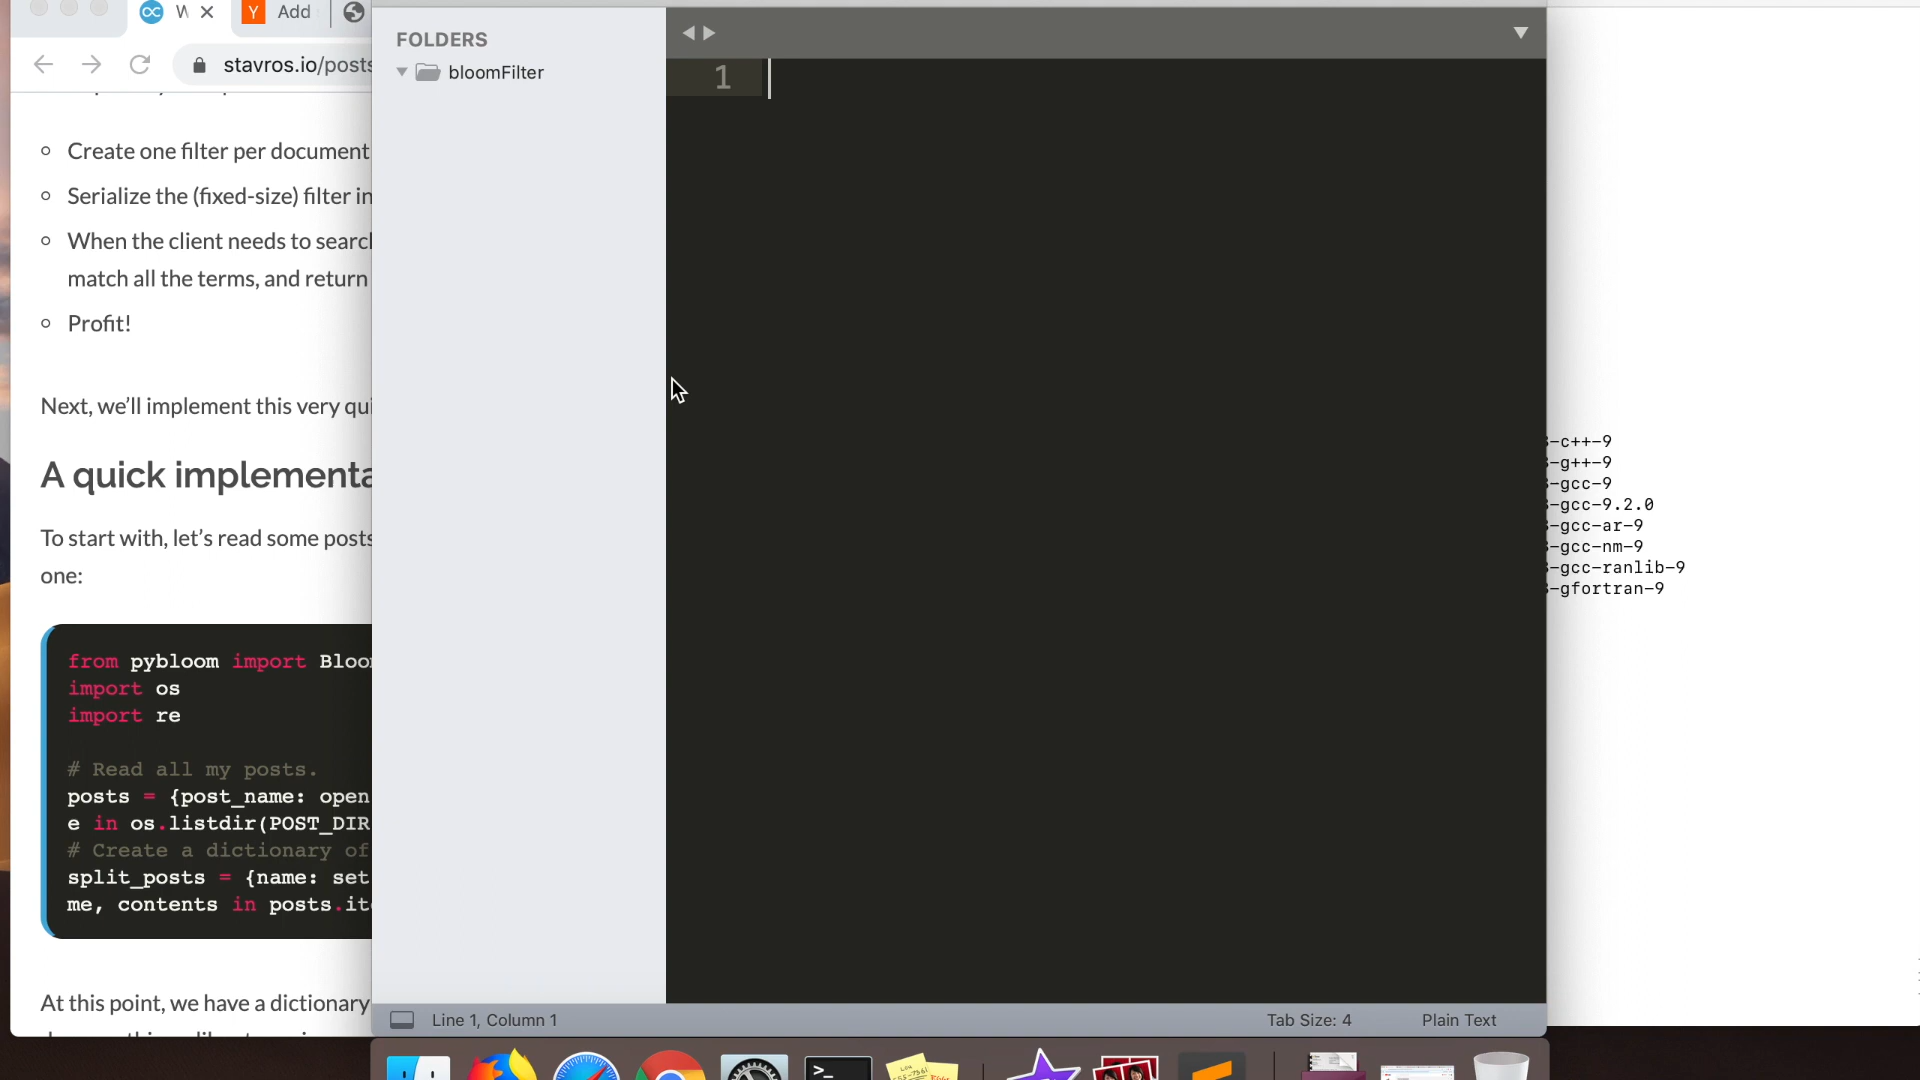 Add
stavros.io/posts
Create one filter per document
Serialize the (fixed-size) filter in
When the client needs to search
match all the terms, and return
Profit!
Next, we'll implement this very qui
A quick implementa
To start with, let's read some posts
one:
from pybloom import Bloom
import os
import re
# Read all my posts.
posts = {post_name: open
e in os.listdir(POST_DIR
# Create a dictionary of
split_posts = {name: set
me, contents in posts.ite
At this point, we have a dictionary
FOLDERS
bloomFilter
1
Line 1, Column 1
Tab Size: 4
Plain Text
-c++-9
-g++-9
-gcc-9
-gcc-9.2.0
-gcc-ar-9
-gcc-nm-9
-gcc-ranlib-9
-gfortran-9